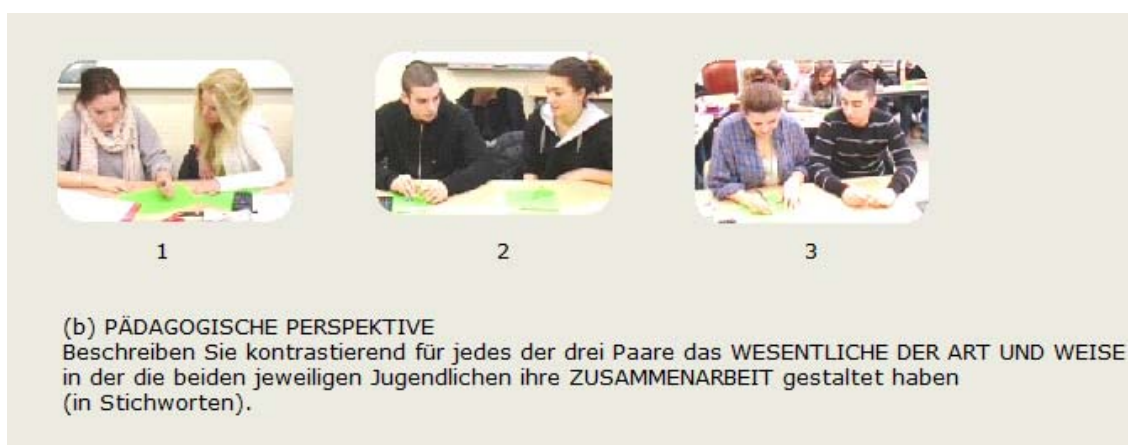 1 2 3
(b) PÄDAGOGISCHE PERSPEKTIVE
Beschreiben Sie kontrastierend für jedes der drei Paare das WESENTLICHE DER ART UND WEISE
in der die beiden jeweiligen Jugendlichen ihre ZUSAMMENARBEIT gestaltet haben
(in Stichworten).